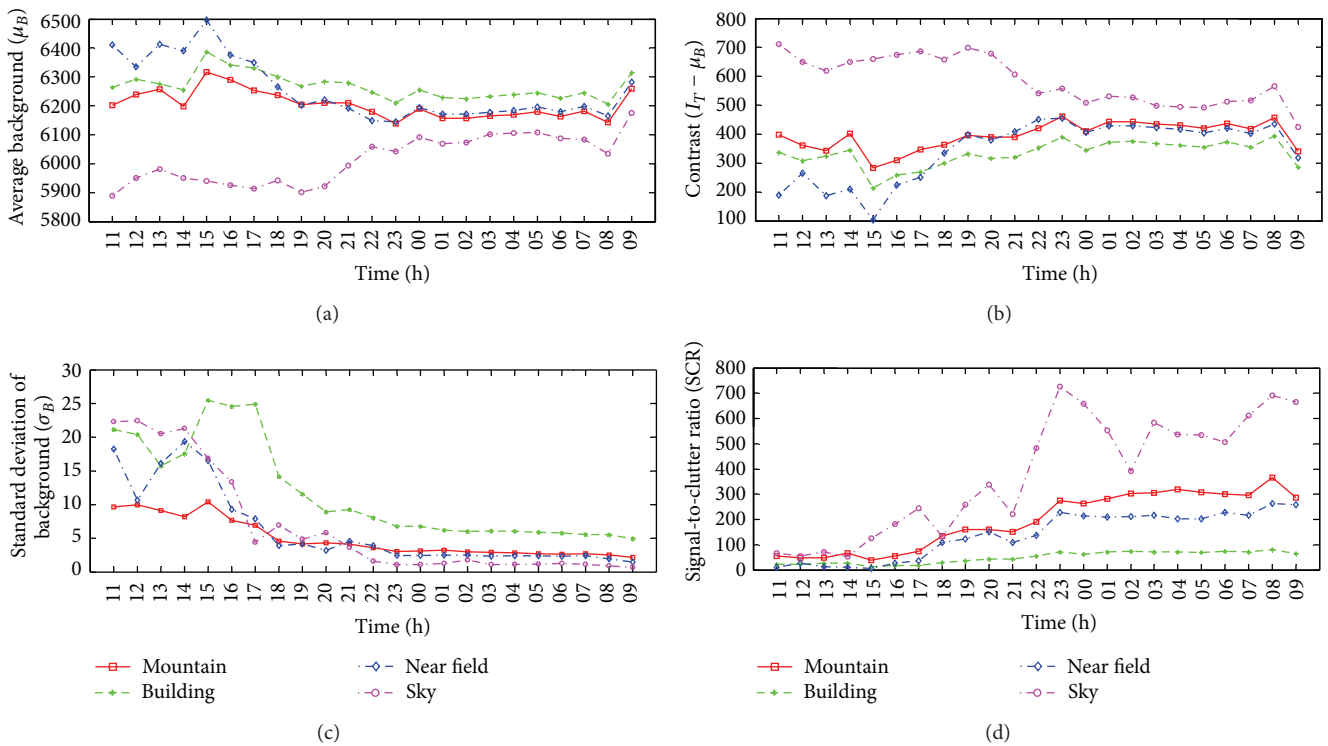 6500
6400
6300
6200
6100
6000
5900
5800
Average background (μB)
11 12 13 14 15 16 17 18 19 20 21 22 23 00 01 02 03 04 05 06 07 08 09
Time (h)
(a)
800
700
600
500
400
300
200
100
Contrast (IT − μB)
11 12 13 14 15 16 17 18 19 20 21 22 23 00 01 02 03 04 05 06 07 08 09
Time (h)
(b)
30
25
20
15
10
5
0
Standard deviation of
background (σB)
11 12 13 14 15 16 17 18 19 20 21 22 23 00 01 02 03 04 05 06 07 08 09
Time (h)
Mountain
Building
Near field
Sky
(c)
800
700
600
500
400
300
200
100
0
Signal-to-clutter ratio (SCR)
11 12 13 14 15 16 17 18 19 20 21 22 23 00 01 02 03 04 05 06 07 08 09
Time (h)
Mountain
Building
Near field
Sky
(d)